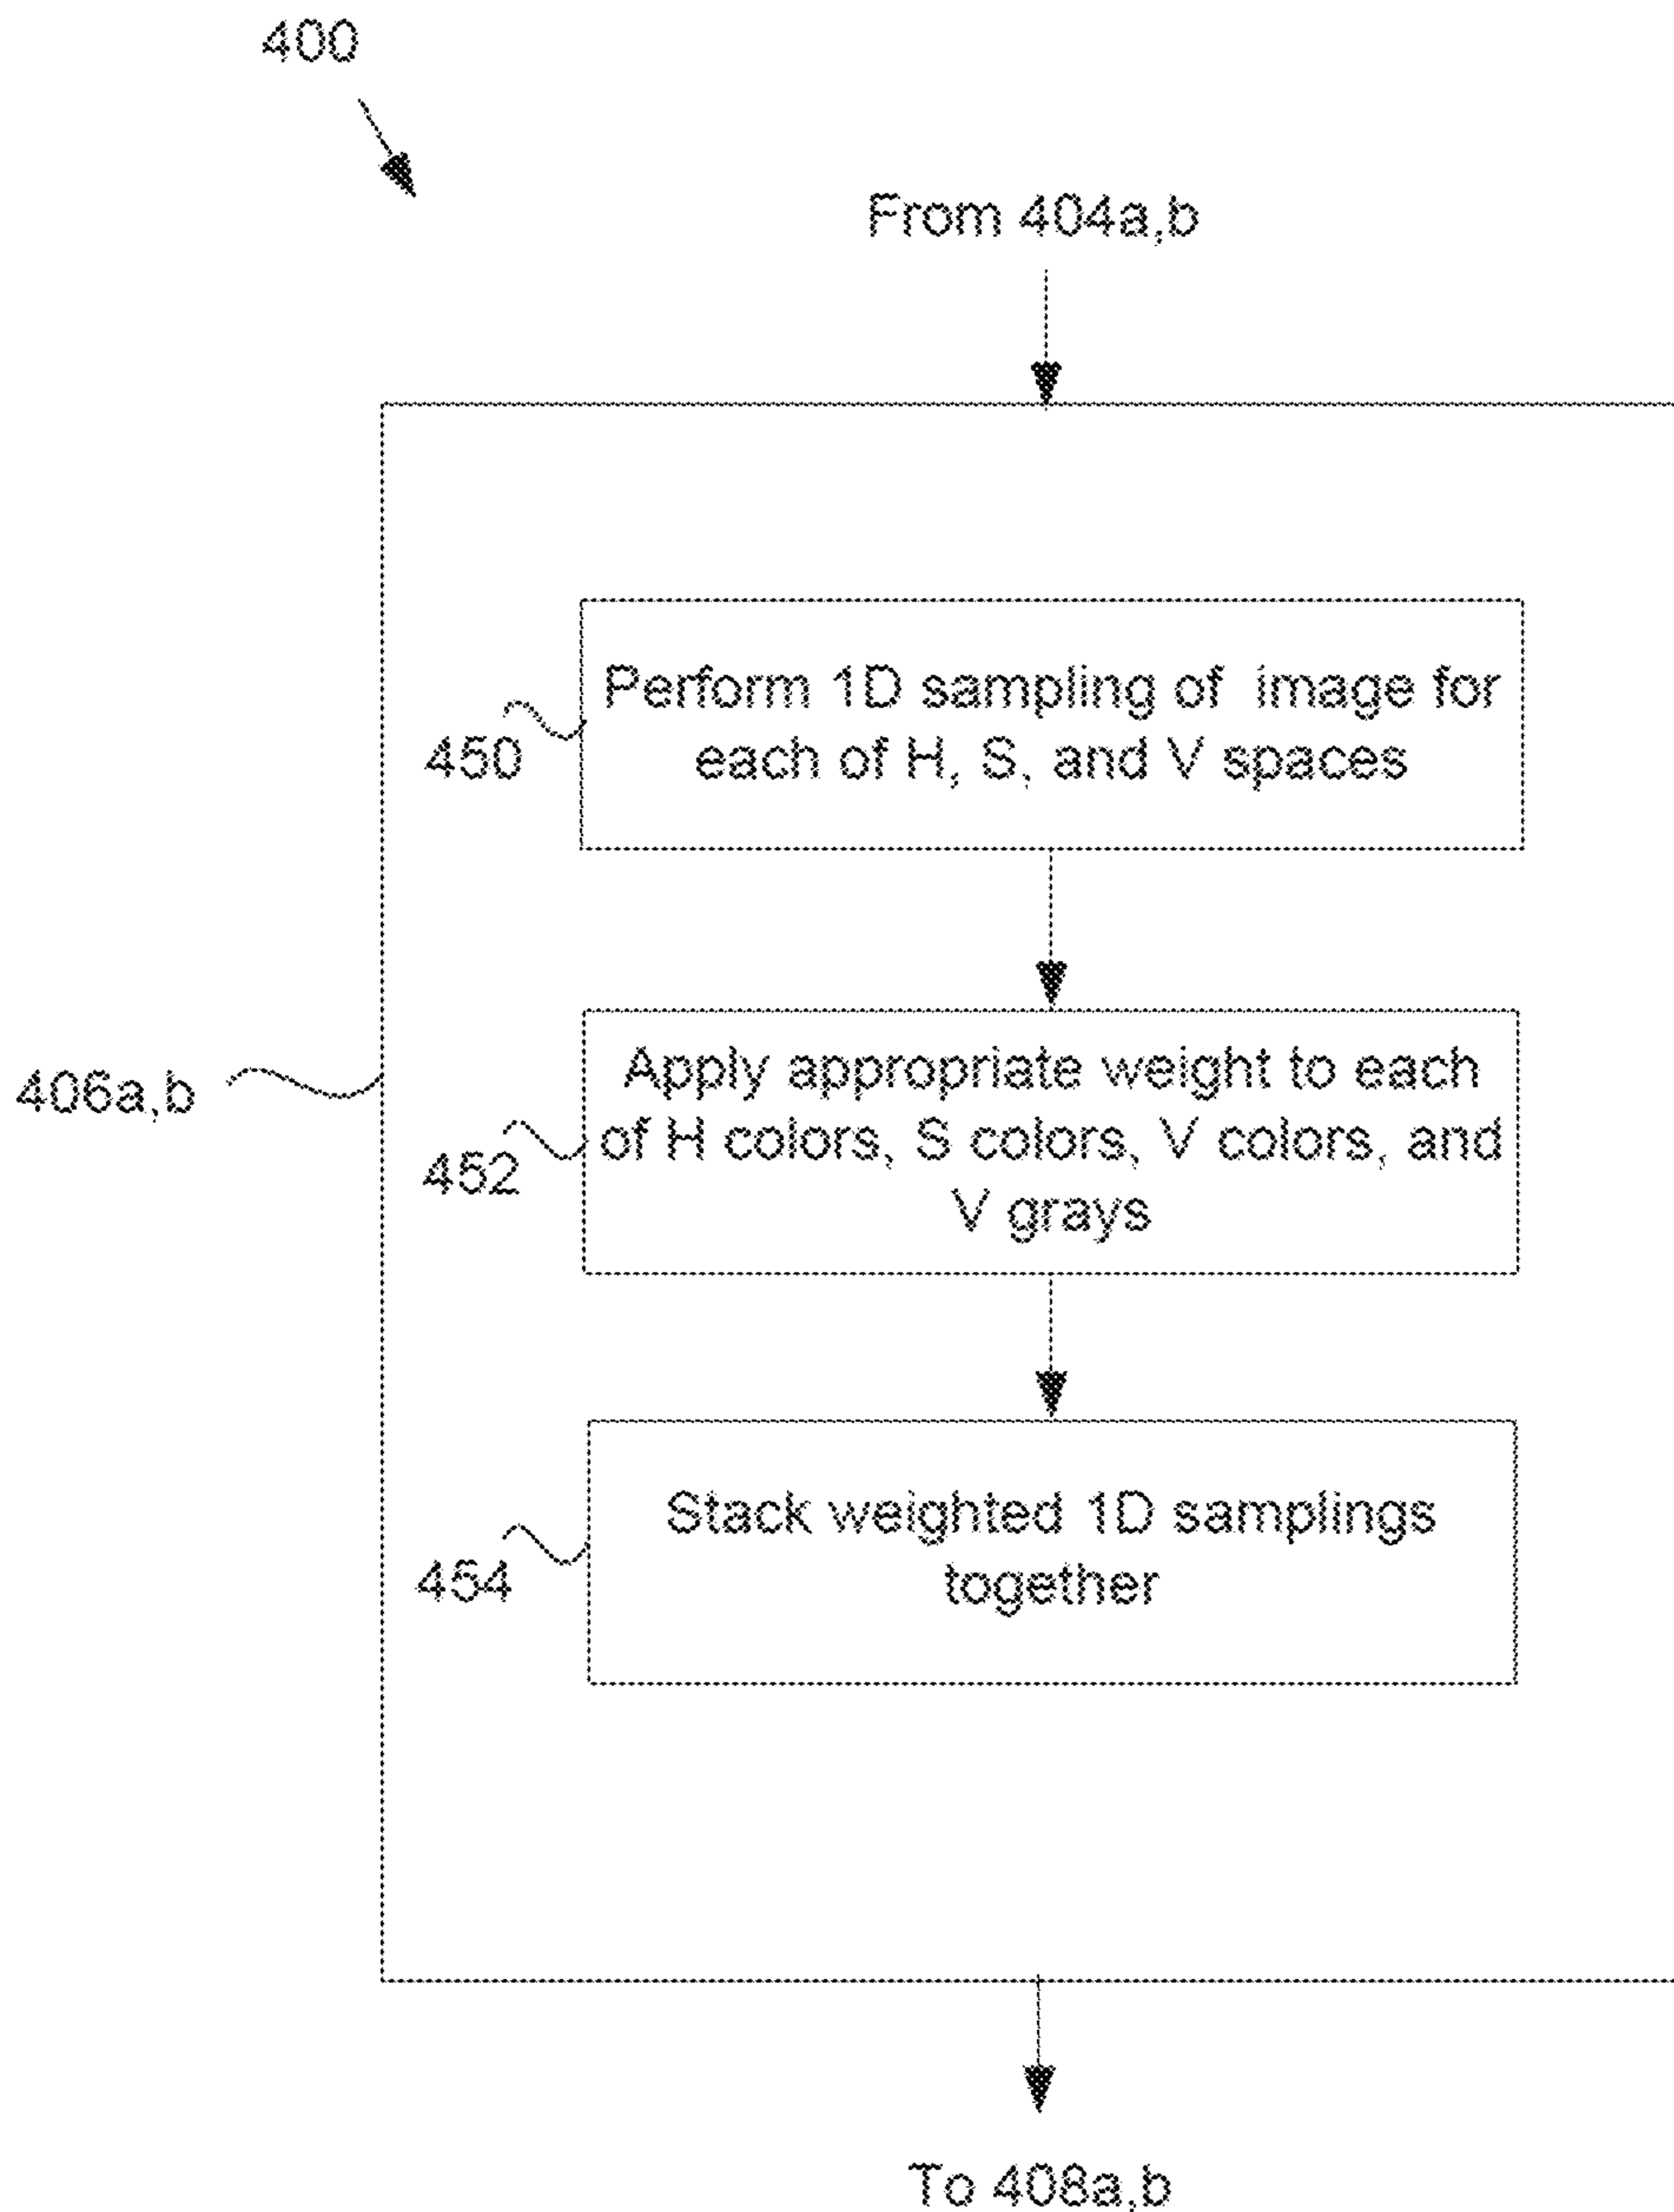 400
From 404a,b
Perform 1D sampling of image for
each of H, S, and V spaces
450
406a,b
Apply appropriate weight to each
of H colors, S colors, V colors, and
V grays
452
Stack weighted 1D samplings
together
454
To 408a,b